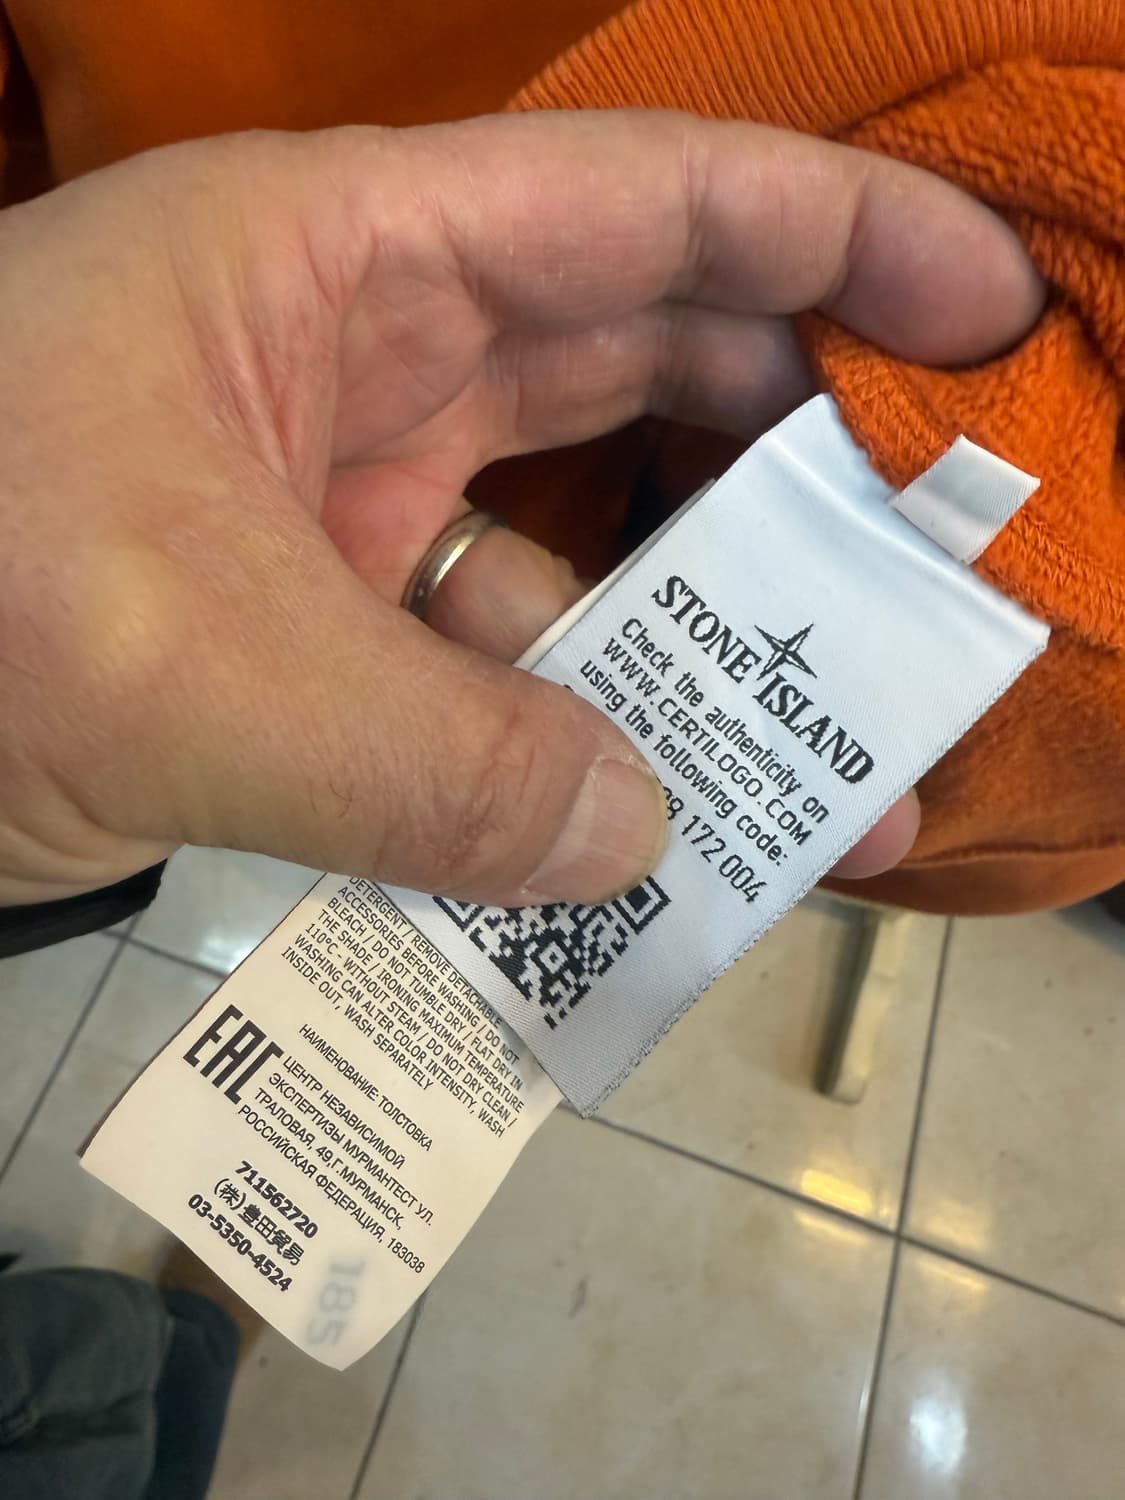 STONE ISLAND
Check the authenticity on
WWW.CERTILOGO.COM
using the following code:
172 004
DETERGENT / REMOVE DETACHABLE
ACCESSORIES BEFORE WASHING / DO NOT
BLEACH / DO NOT TUMBLE DRY / FLAT DRY IN
THE SHADE / IRONING MAXIMUM TEMPERATURE
110°C - WITHOUT STEAM / DO NOT DRY CLEAN /
WASHING CAN ALTER COLOR INTENSITY, WASH
INSIDE OUT, WASH SEPARATELY
EAC
НАИМЕНОВАНИЕ ТОЛСТОВКА
ЦЕНТР НЕЗАВИСИМОЙ
ЭКСПЕРТИЗЫ МУРМАНТЕСТ УЛ.
ТРАЛОВАЯ, 49,Г.МУРМАНСК,
РОССИЙСКАЯ ФЕДЕРАЦИЯ, 183038
711562720
(株)豊田貿易
03-5350-4524